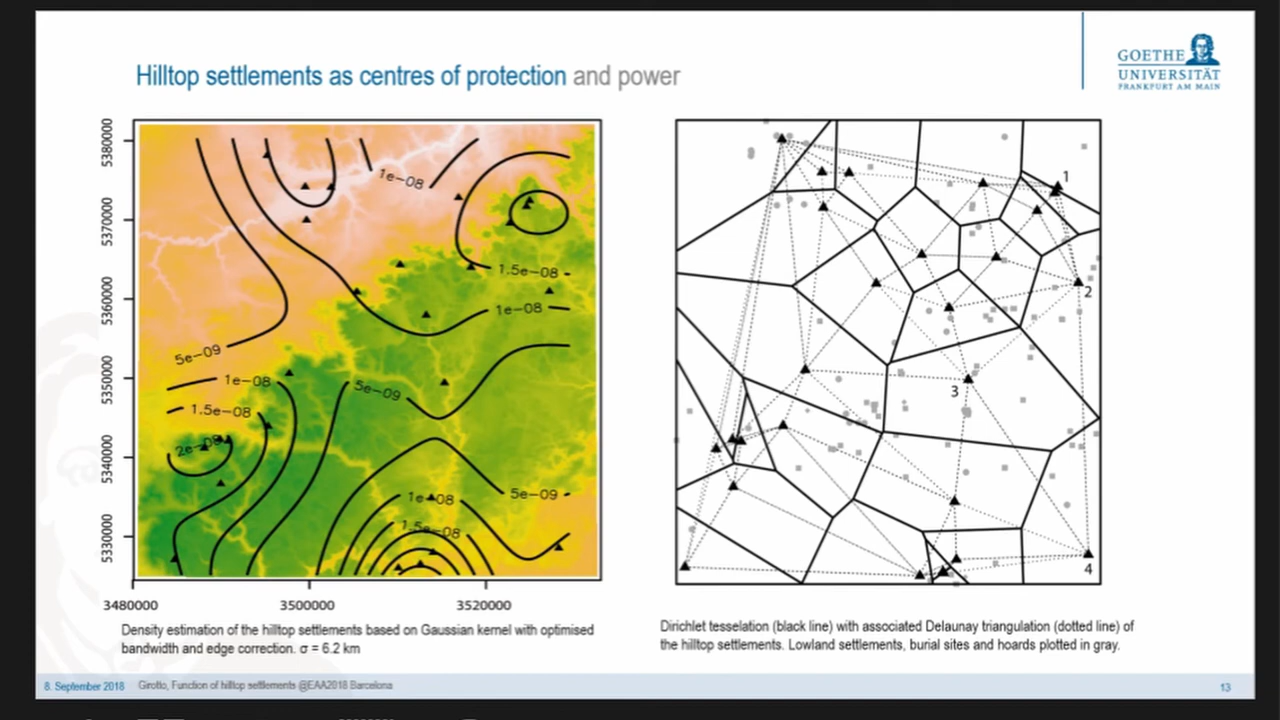 Hilltop settlements as centres of protection and power
GOETHE
UNIVERSITÄT
FRANKFURT AM MAIN
5380000
5370000
5360000
5350000
5340000
5330000
3480000
3500000
3520000
1e−08
1.5e−08
1e−08
5e−09
1e−08
5e−09
1.5e−08
2e−08
1e−08
5e−09
1.5e−08
1
2
3
4
Density estimation of the hilltop settlements based on Gaussian kernel with optimised
bandwidth and edge correction. σ = 6.2 km
Dirichlet tesselation (black line) with associated Delaunay triangulation (dotted line) of
the hilltop settlements. Lowland settlements, burial sites and hoards plotted in gray.
8. September 2018
Girotto, Function of hilltop settlements @EAA2018 Barcelona
13